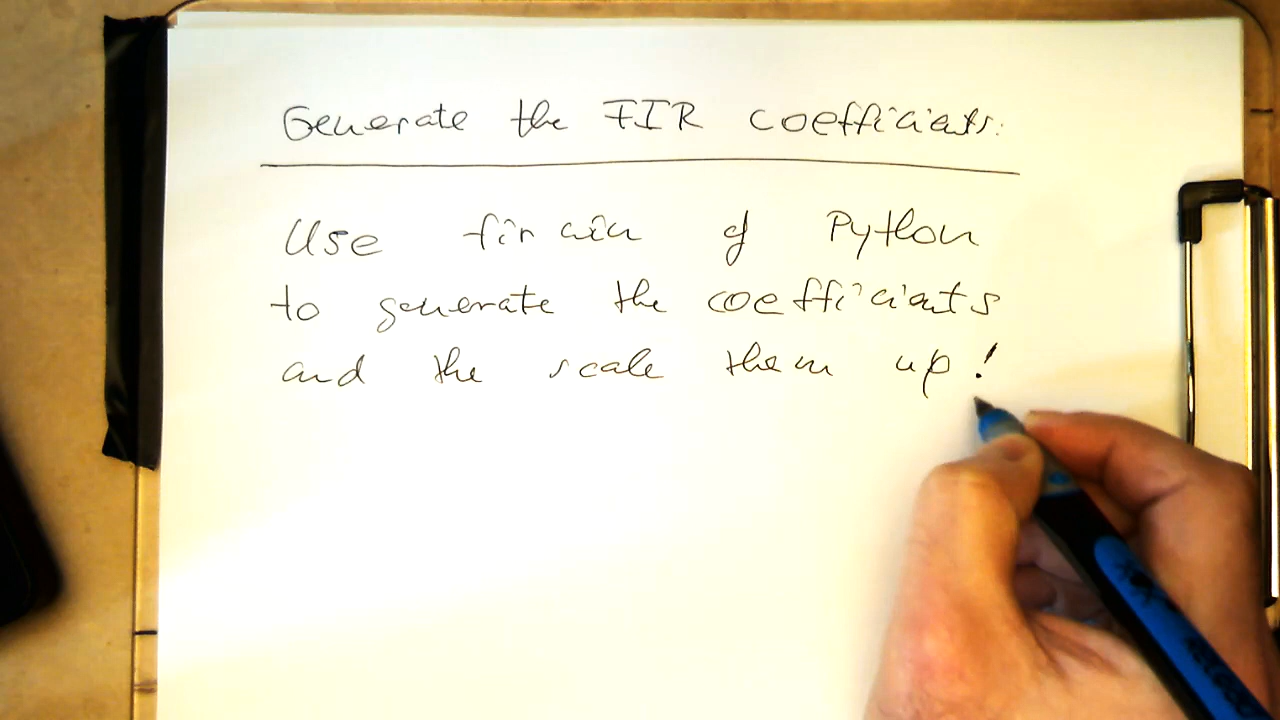 Generate the FIR coefficients:
Use firwin of Python
to generate the coefficients
and the scale them up!